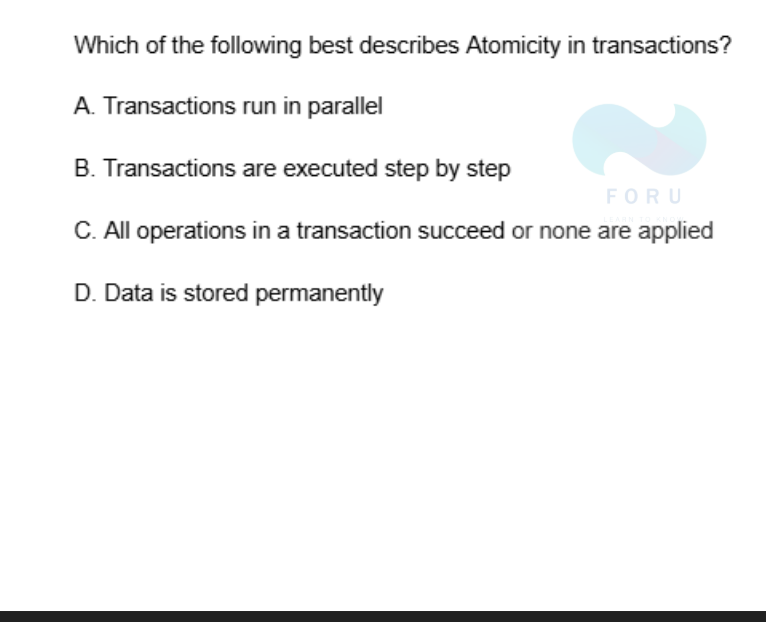 Which of the following best describes Atomicity in transactions?
A. Transactions run in parallel
B. Transactions are executed step by step
FORU
C. All operations in a transaction succeed or none are applied
D. Data is stored permanently